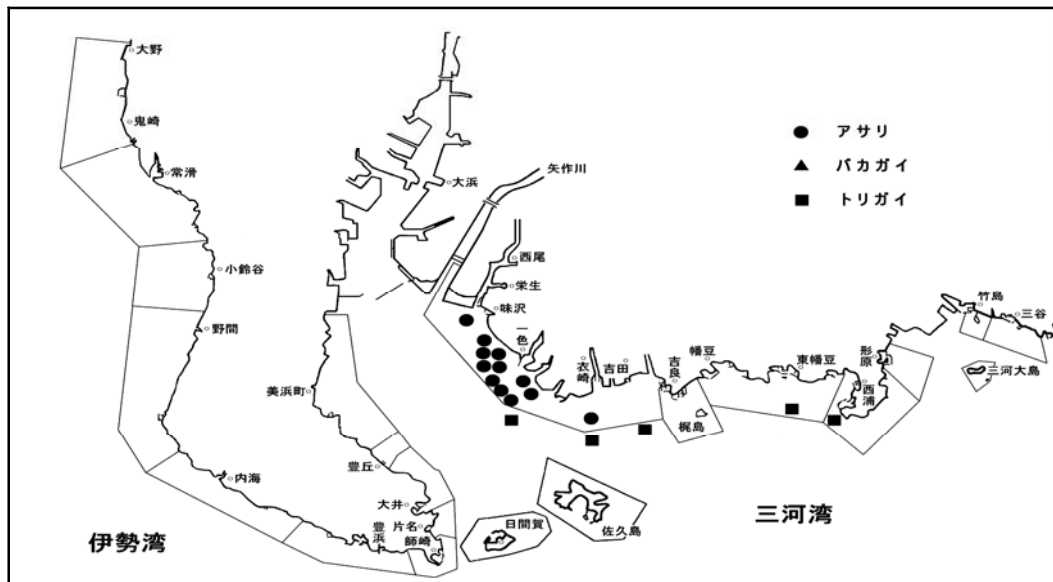 大野
鬼崎
常滑
小鈴谷
野間
内海
豊浜
師崎
片名
大井
豊丘
美浜町
大浜
矢作川
西尾
栄生
味沢
一色
衣崎
吉田
吉良
幡豆
東幡豆
西浦
形原
竹島
三谷
三河大島
梶島
佐久島
日間賀
伊勢湾
三河湾
アサリ
バカガイ
トリガイ